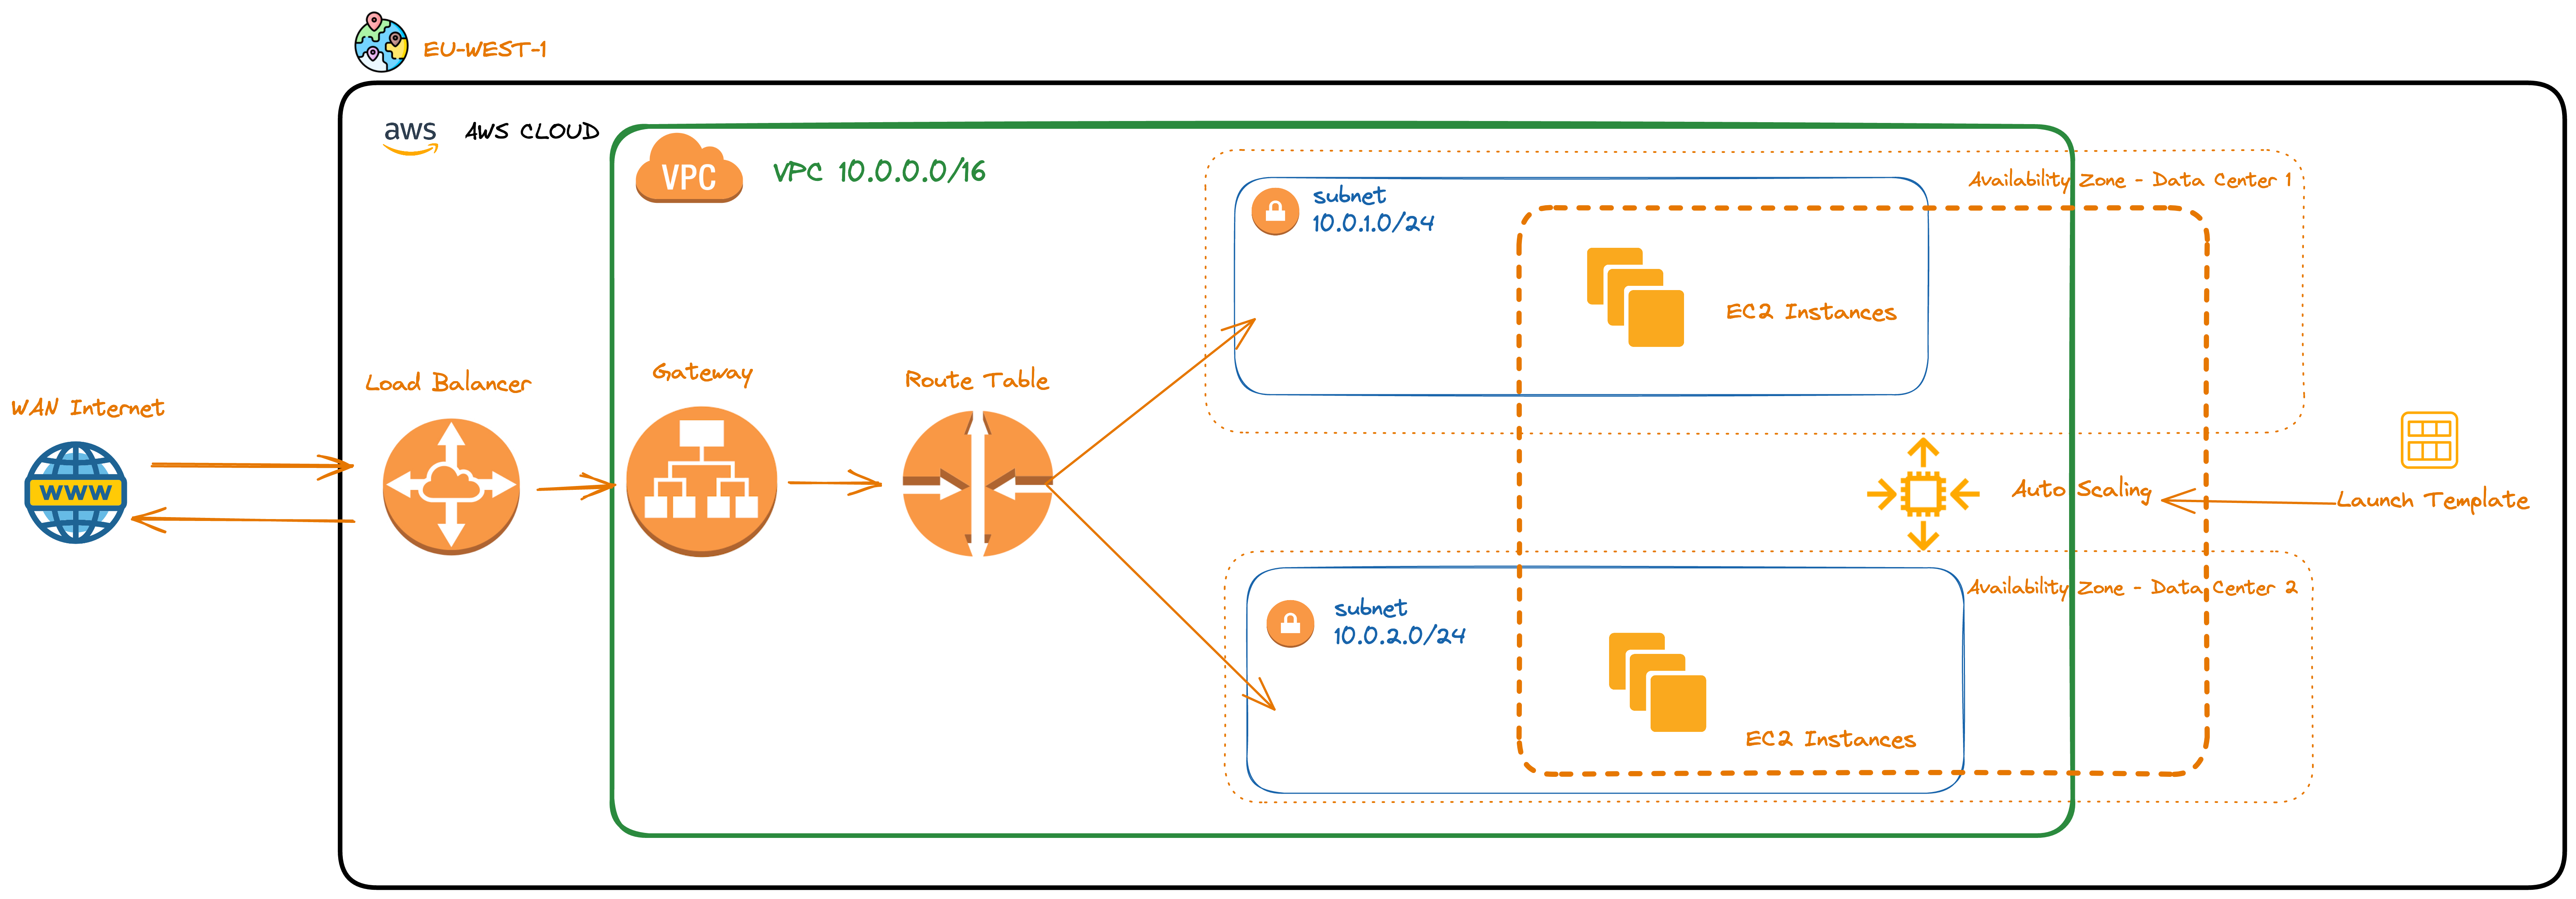 EU-WEST-1
aws
AWS CLOUD
VPC
VPC 10.0.0.0/16
Availability Zone - Data Center 1
subnet
10.0.1.0/24
EC2 Instances
Load Balancer
Gateway
Route Table
WAN Internet
WWW
Auto Scaling
Launch Template
Availability Zone - Data Center 2
subnet
10.0.2.0/24
EC2 Instances